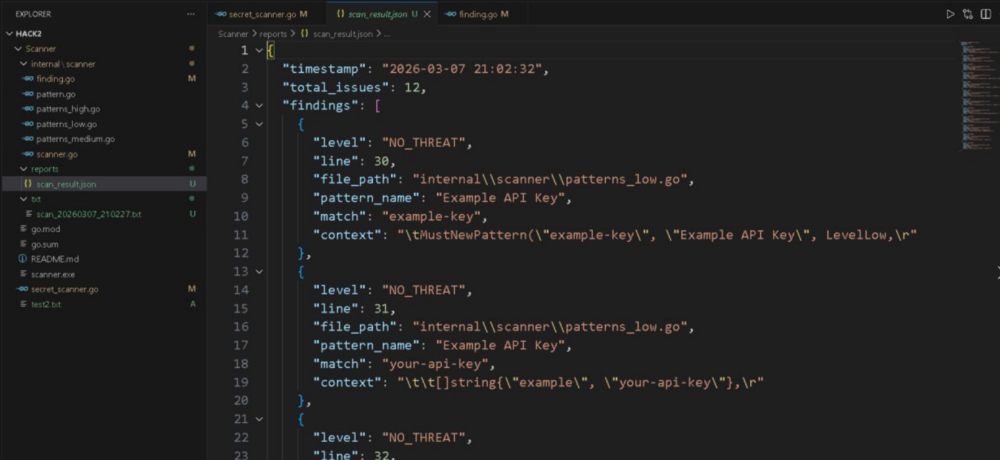 EXPLORER
HACK2
Scanner
internal\scanner
finding.go M
pattern.go
patterns_high.go
patterns_low.go
patterns_medium.go
scanner.go M
reports
{} scan_result.json U
txt
scan_20260307_210227.txt U
go.mod
go.sum
README.md
scanner.exe
secret_scanner.go M
test2.txt A
secret_scanner.go M
{} scan_result.json U
finding.go M
Scanner > reports > {} scan_result.json > ...
1 {
2 "timestamp": "2026-03-07 21:02:32",
3 "total_issues": 12,
4 "findings": [
5 {
6 "level": "NO_THREAT",
7 "line": 30,
8 "file_path": "internal\\scanner\\patterns_low.go",
9 "pattern_name": "Example API Key",
10 "match": "example-key",
11 "context": "\tMustNewPattern(\"example-key\", \"Example API Key\", LevelLow,\r"
12 },
13 {
14 "level": "NO_THREAT",
15 "line": 31,
16 "file_path": "internal\\scanner\\patterns_low.go",
17 "pattern_name": "Example API Key",
18 "match": "your-api-key",
19 "context": "\t\t[]string{\"example\", \"your-api-key\"},\r"
20 },
21 {
22 "level": "NO_THREAT",
23 "line": 32,